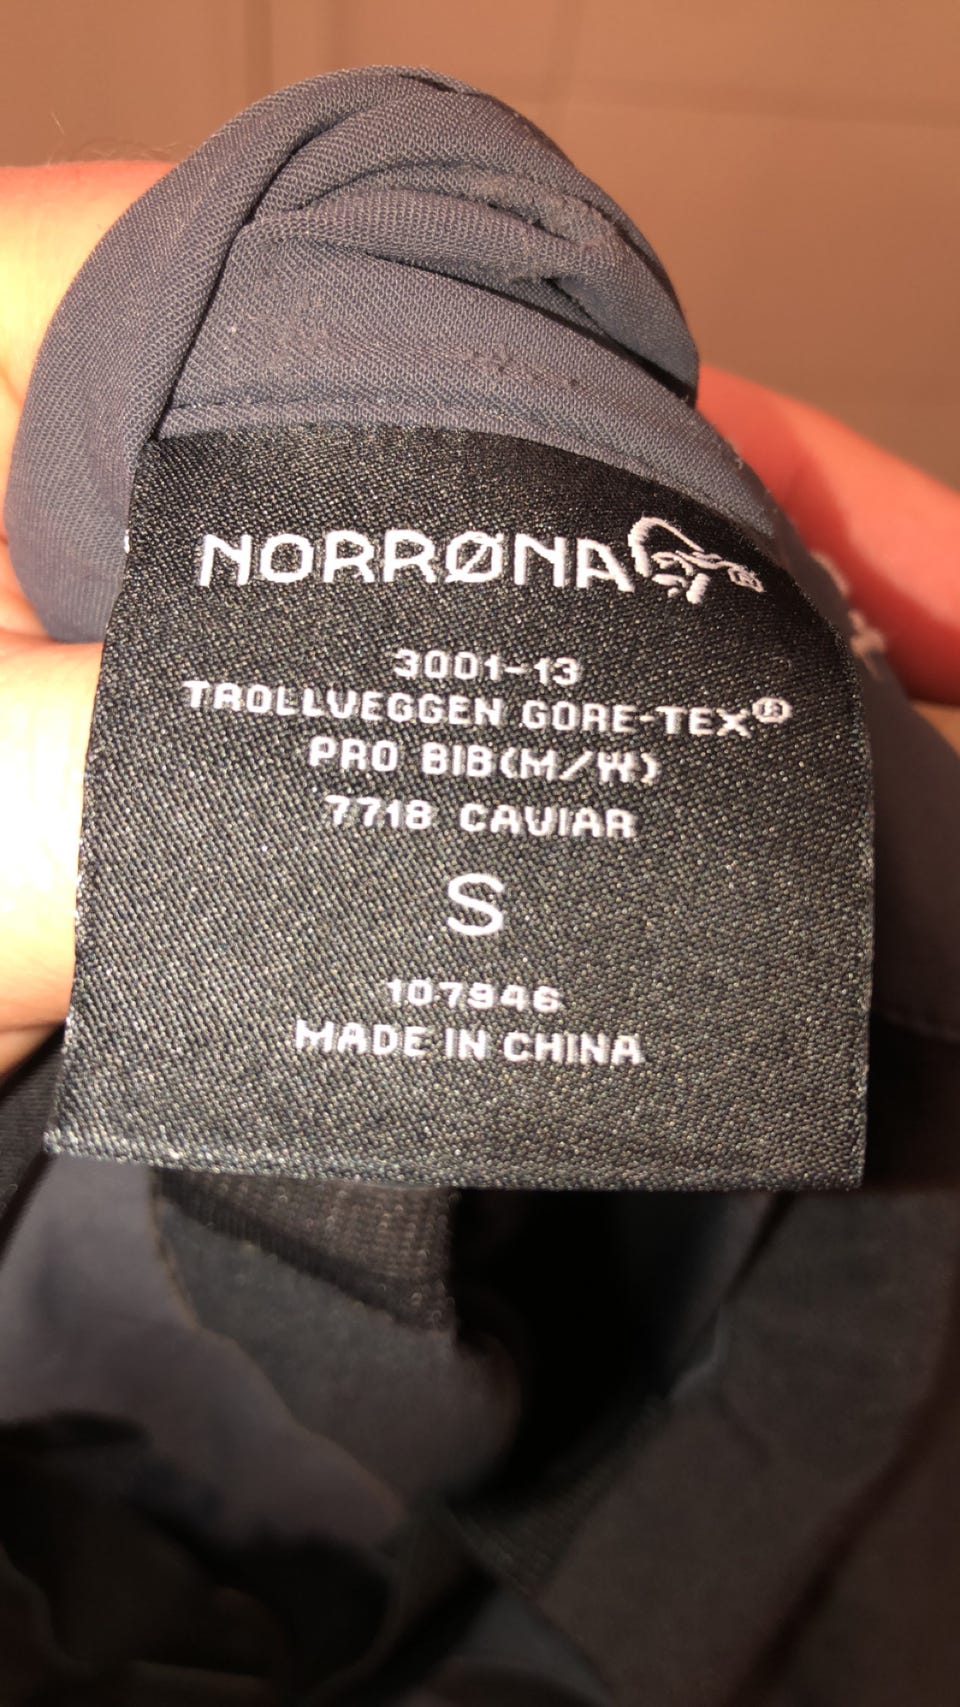 NORRØNA
3001-13
TROLLVEGGEN GORE-TEX®
PRO BIB(M/W)
7718 CAVIAR
S
107946
MADE IN CHINA